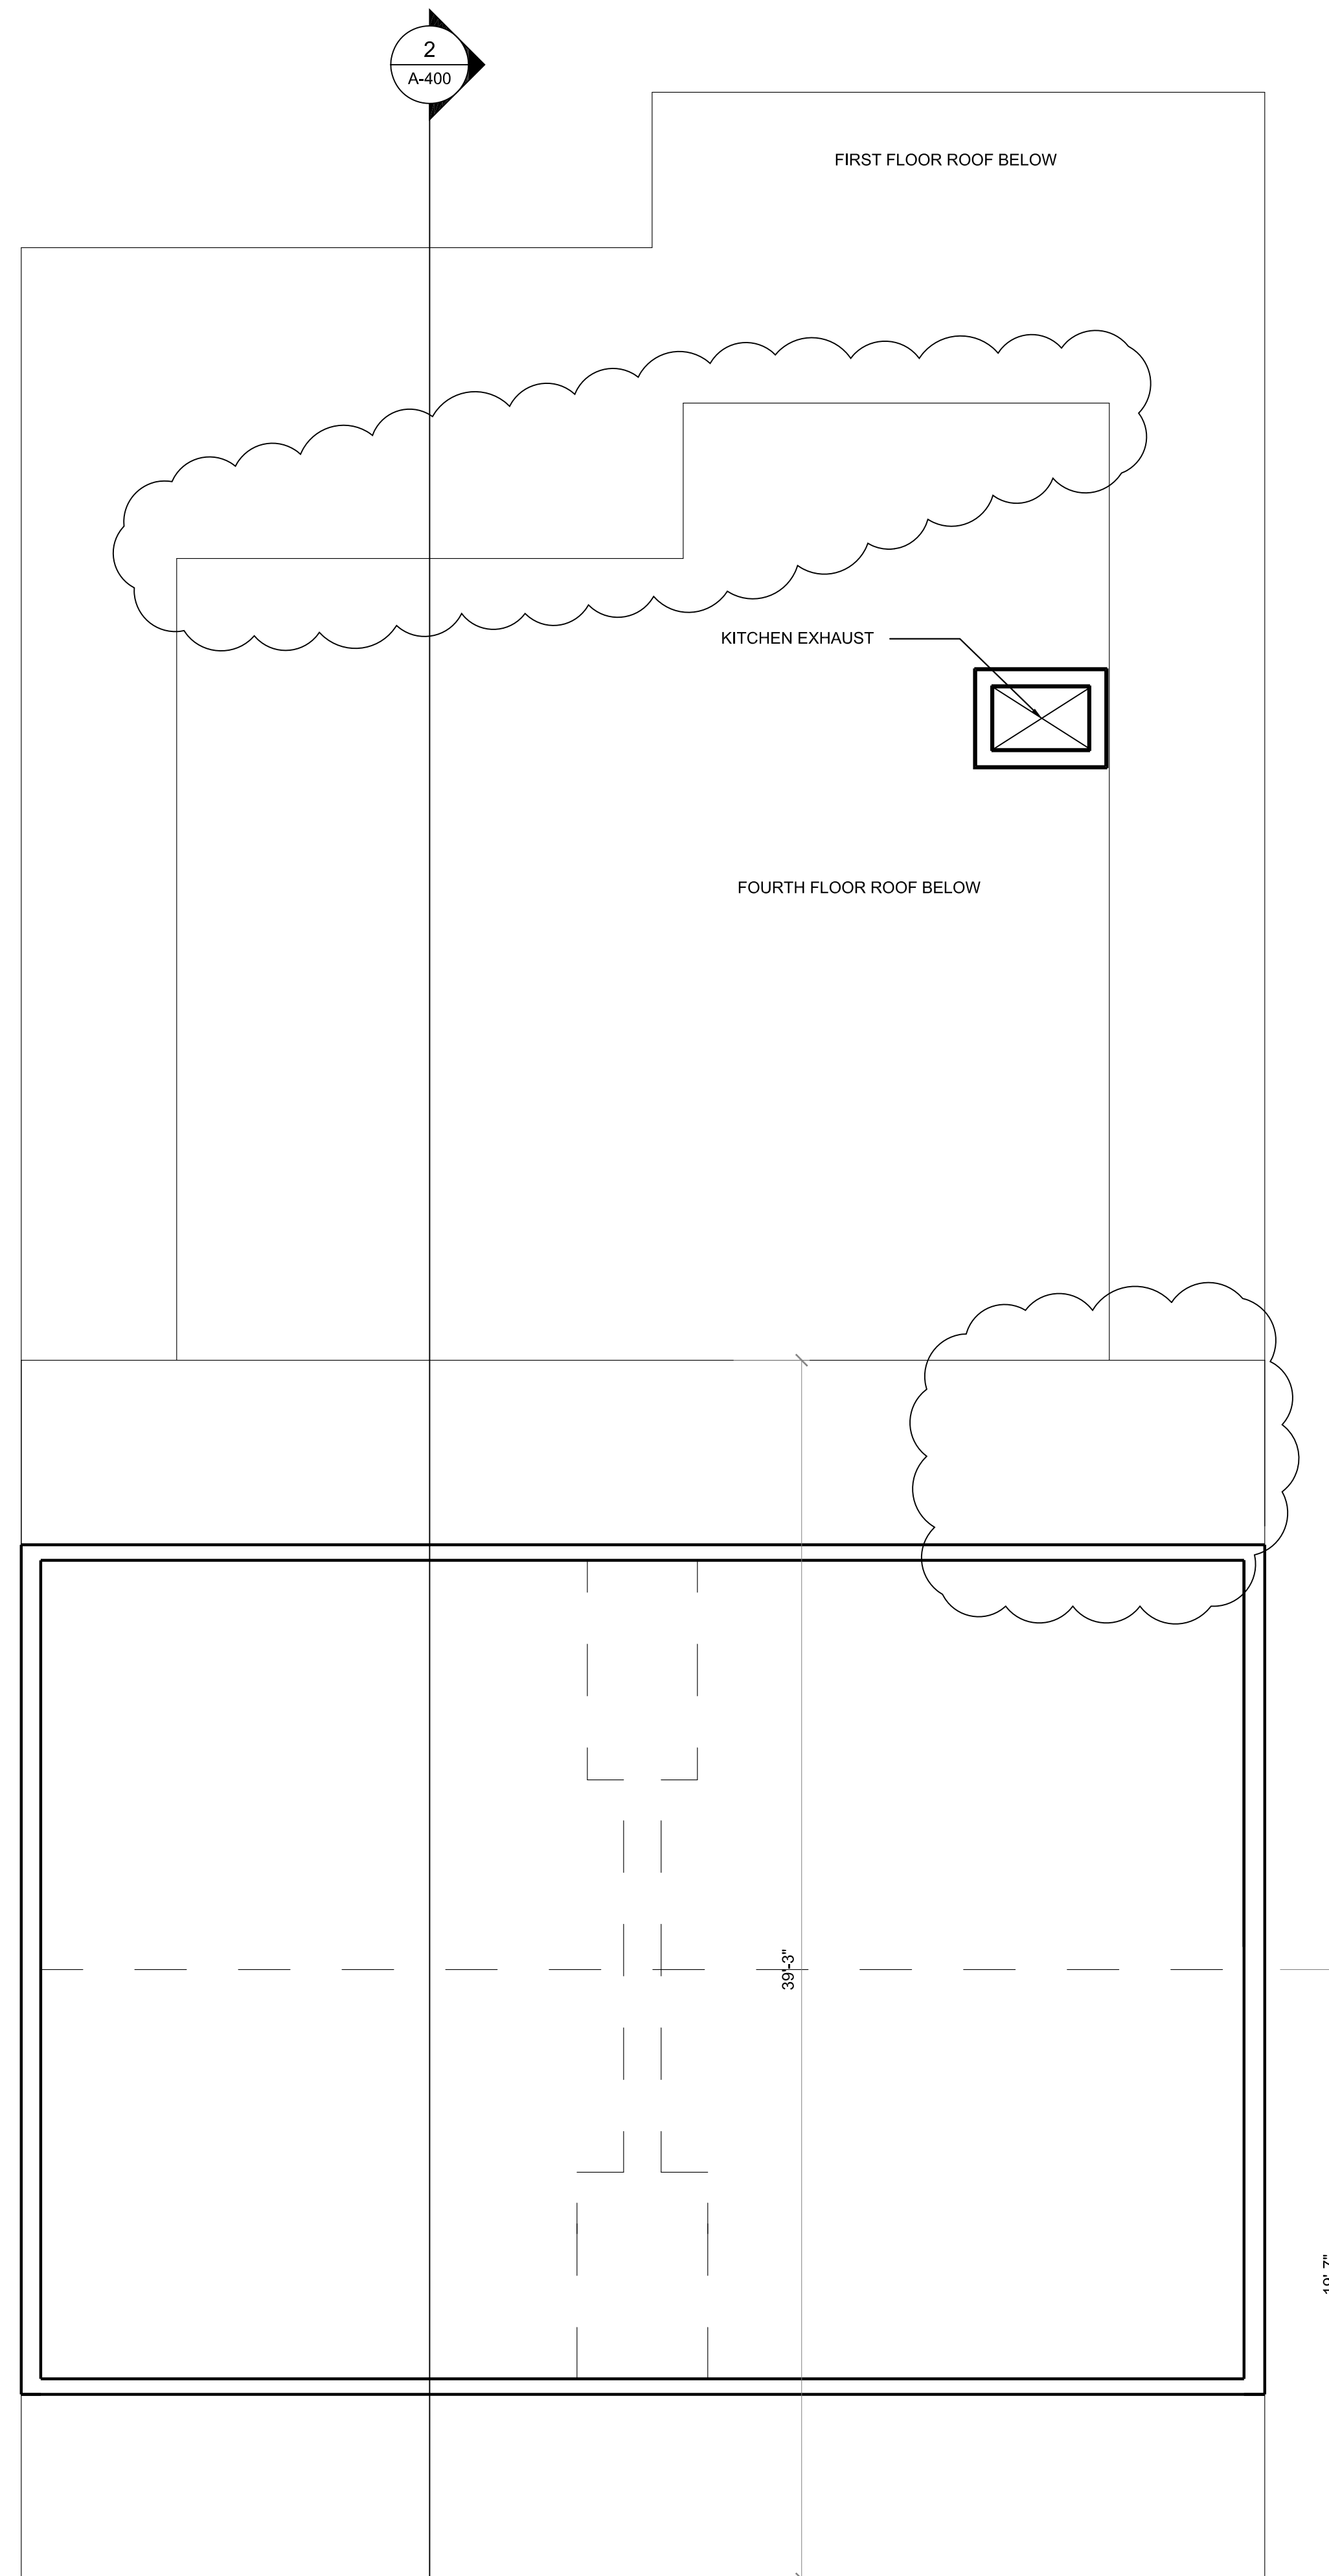 2
A-400
FIRST FLOOR ROOF BELOW
KITCHEN EXHAUST
FOURTH FLOOR ROOF BELOW
39'-3"